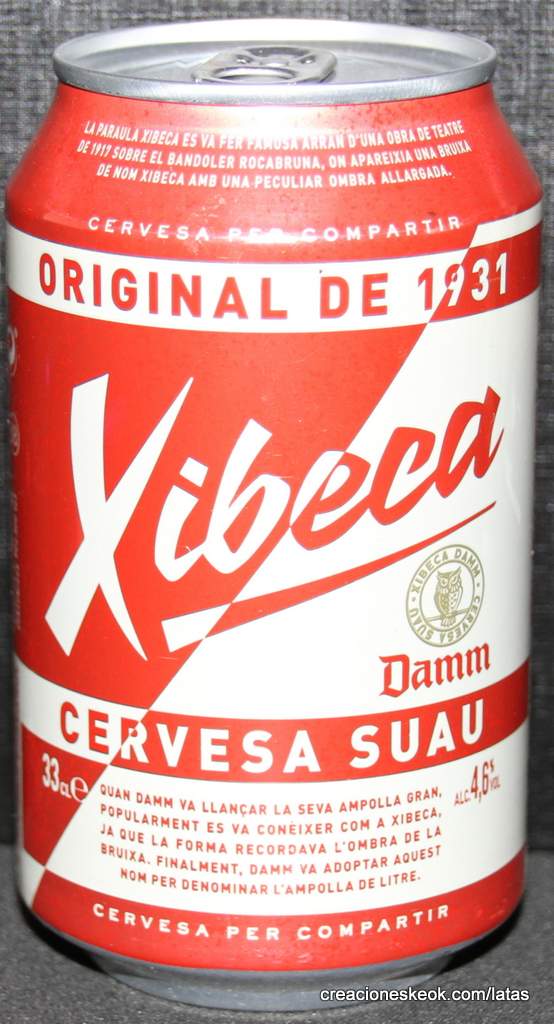 LA PARAULA XIBECA ES VA FER FAMOSA ARRAN D'UNA OBRA DE TEATRE
DE 1917 SOBRE EL BANDOLER ROCABRUNA, ON APAREIXIA UNA BRUIXA
DE NOM XIBECA AMB UNA PECULIAR OMBRA ALLARGADA.
CERVESA PER COMPARTIR
ORIGINAL DE 1931
Xibeca
XIBECA DAMM · CERVESA SUAU ·
Damm
CERVESA SUAU
33cl e
QUAN DAMM VA LLANÇAR LA SEVA AMPOLLA GRAN,
POPULARMENT ES VA CONÈIXER COM A XIBECA,
JA QUE LA FORMA RECORDAVA L'OMBRA DE LA
BRUIXA. FINALMENT, DAMM VA ADOPTAR AQUEST
NOM PER DENOMINAR L'AMPOLLA DE LITRE.
ALC. 4,6% VOL
CERVESA PER COMPARTIR
creacioneskeok.com/latas